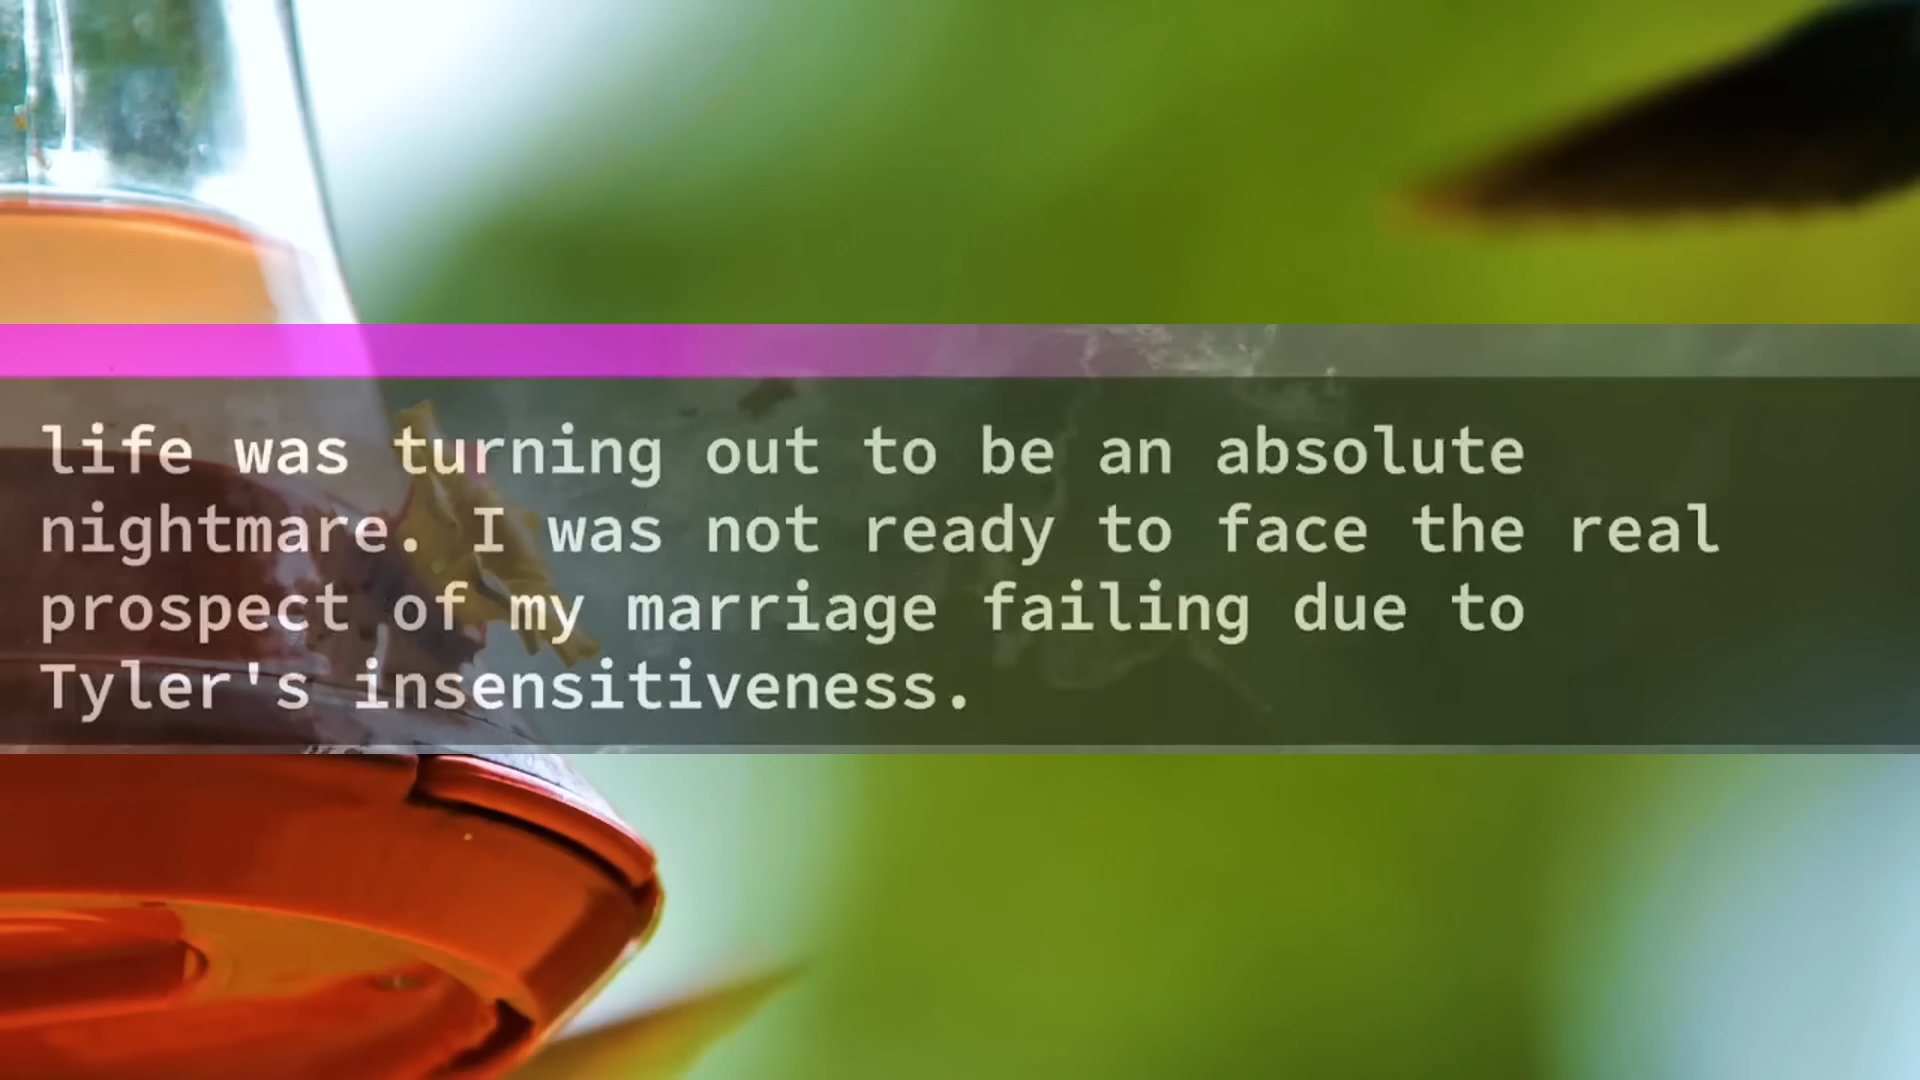 life was turning out to be an absolute
nightmare. I was not ready to face the real
prospect of my marriage failing due to
Tyler's insensitiveness.